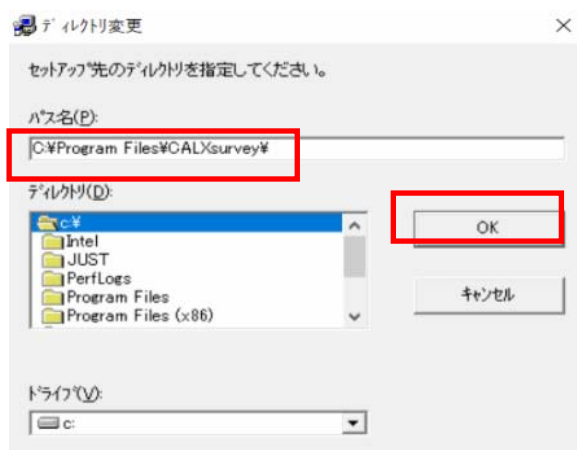 ディレクトリ変更
セットアップ先のディレクトリを指定してください。
パス名(P):
C:¥Program Files¥CALXsurvey¥
ディレクトリ(D):
c:¥
Intel
JUST
PerfLogs
Program Files
Program Files (x86)
OK
キャンセル
ドライブ(V):
c: